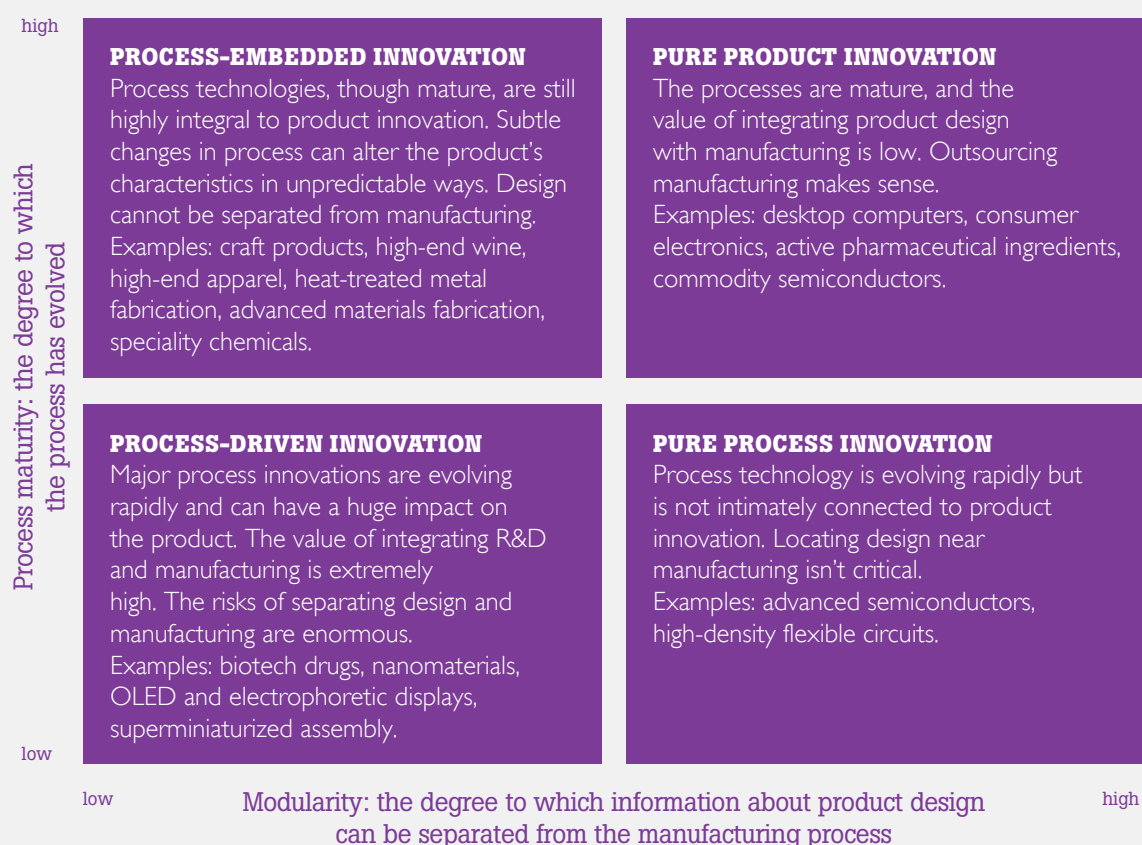 high
PROCESS-EMBEDDED INNOVATION
Process technologies, though mature, are still
highly integral to product innovation. Subtle
changes in process can alter the product's
characteristics in unpredictable ways. Design
cannot be separated from manufacturing.
Examples: craft products, high-end wine,
high-end apparel, heat-treated metal
fabrication, advanced materials fabrication,
speciality chemicals.
PURE PRODUCT INNOVATION
The processes are mature, and the
value of integrating product design
with manufacturing is low. Outsourcing
manufacturing makes sense.
Examples: desktop computers, consumer
electronics, active pharmaceutical ingredients,
commodity semiconductors.
Process maturity: the degree to which
the process has evolved
PROCESS-DRIVEN INNOVATION
Major process innovations are evolving
rapidly and can have a huge impact on
the product. The value of integrating R&D
and manufacturing is extremely
high. The risks of separating design and
manufacturing are enormous.
Examples: biotech drugs, nanomaterials,
OLED and electrophoretic displays,
superminiaturized assembly.
PURE PROCESS INNOVATION
Process technology is evolving rapidly but
is not intimately connected to product
innovation. Locating design near
manufacturing isn't critical.
Examples: advanced semiconductors,
high-density flexible circuits.
low
low
Modularity: the degree to which information about product design
can be separated from the manufacturing process
high